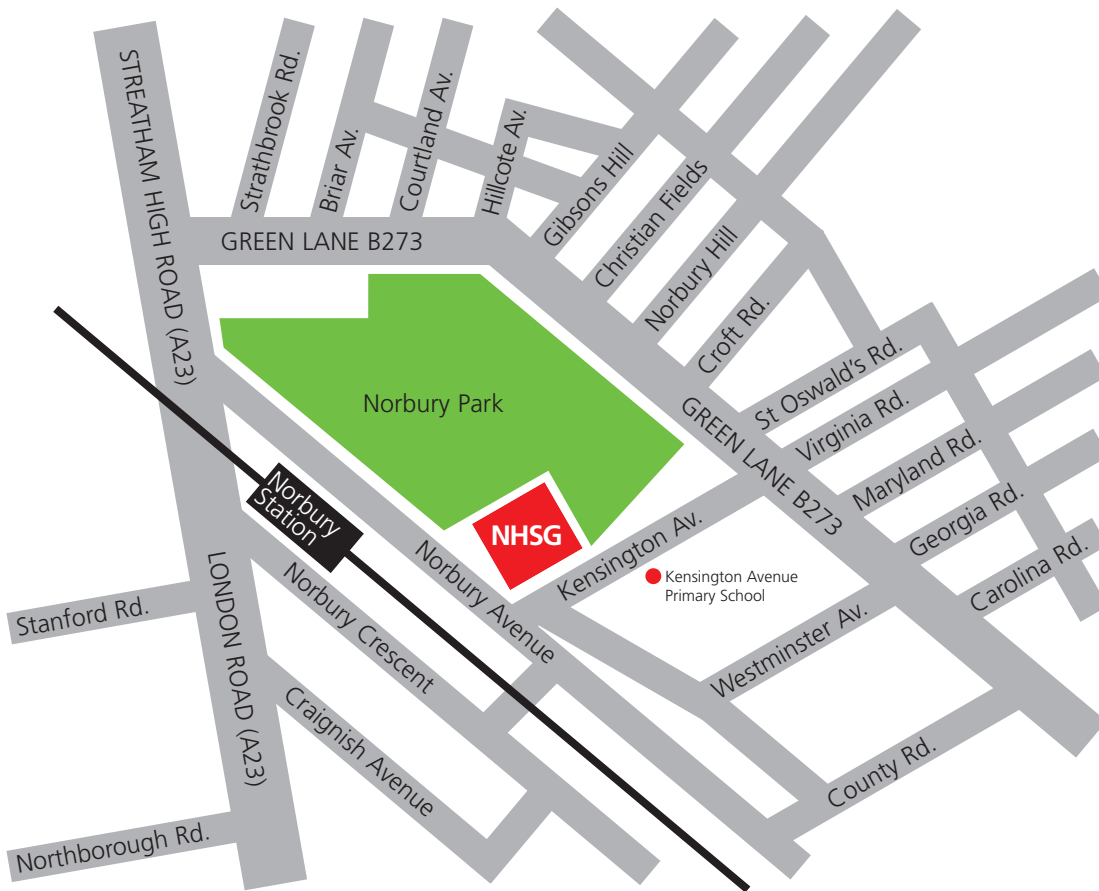 STREATHAM HIGH ROAD (A23)
Strathbrook Rd.
Briar Av.
Courtland Av.
Hillcote Av.
Gibsons Hill
Christian Fields
Norbury Hill
Croft Rd.
GREEN LANE B273
St Oswald's Rd.
Virginia Rd.
Maryland Rd.
Georgia Rd.
Carolina Rd.
GREEN LANE B273
Norbury Park
Norbury
Station
NHSG
Kensington Av.
Kensington Avenue
Primary School
Norbury Avenue
Norbury Crescent
Westminster Av.
County Rd.
Stanford Rd.
LONDON ROAD (A23)
Craignish Avenue
Northborough Rd.